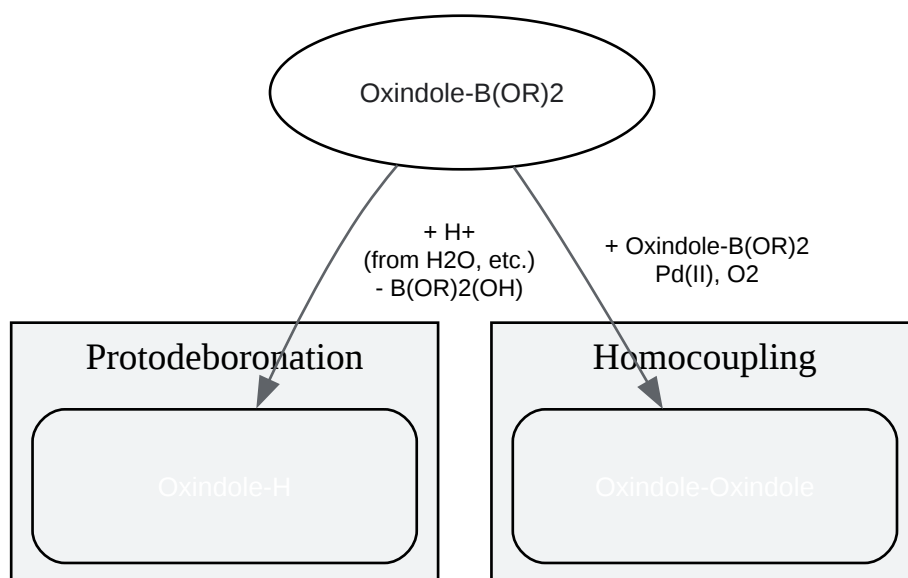 Oxindole-B(OR)2
+ H+
(from H2O, etc.)
- B(OR)2(OH)
+ Oxindole-B(OR)2
Pd(II), O2
Protodeboronation
Homocoupling
Oxindole-H
Oxindole-Oxindole